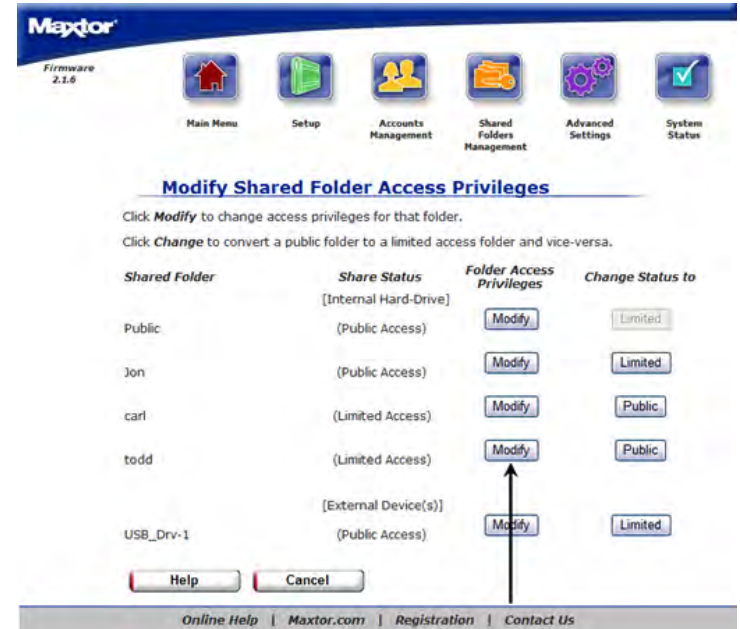 Maxtor
Firmware
2.1.6
Main Menu
Setup
Accounts
Management
Shared
Folders
Management
Advanced
Settings
System
Status
Modify Shared Folder Access Privileges
Click Modify to change access privileges for that folder.
Click Change to convert a public folder to a limited access folder and vice-versa.
Shared Folder Share Status Folder Access Privileges Change Status to
[Internal Hard-Drive]
Public (Public Access) Modify Limited
Jon (Public Access) Modify Limited
carl (Limited Access) Modify Public
todd (Limited Access) Modify Public
[External Device(s)]
USB_Drv-1 (Public Access) Modify Limited
Help Cancel
Online Help | Maxtor.com | Registration | Contact Us